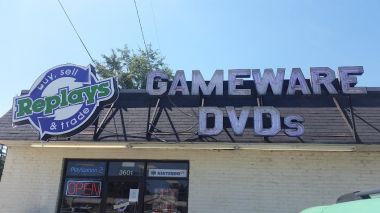 buy, sell
Replays
& trade
GAMEWARE
DVDs
PlayStation 2
3601
NINTENDO
OPEN